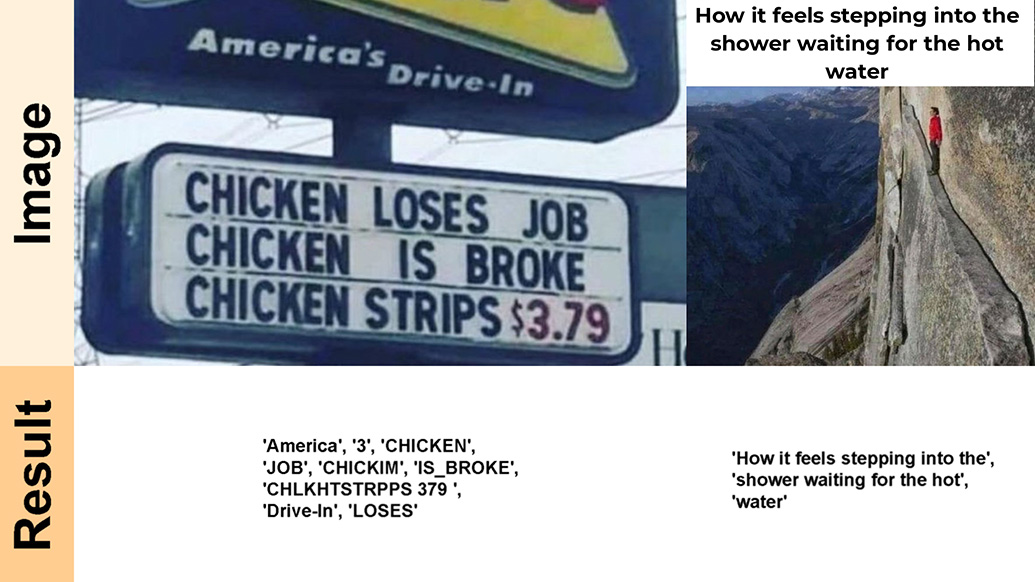 Image
America's
Drive-In
CHICKEN LOSES JOB
CHICKEN IS BROKE
CHICKEN STRIPS $3.79
H
How it feels stepping into the
shower waiting for the hot
water
Result
'America', '3', 'CHICKEN',
'JOB', 'CHICKIM', 'IS_BROKE',
'CHLKHTSTRPPS 379 ',
'Drive-In', 'LOSES'
'How it feels stepping into the',
'shower waiting for the hot',
'water'